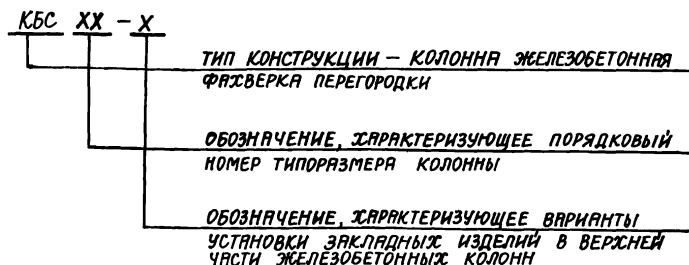 КБС ХХ – Х
ТИП КОНСТРУКЦИИ – КОЛОННА ЖЕЛЕЗОБЕТОННАЯ
ФАХВЕРКА ПЕРЕГОРОДКИ
ОБОЗНАЧЕНИЕ, ХАРАКТЕРИЗУЮЩЕЕ ПОРЯДКОВЫЙ
НОМЕР ТИПОРАЗМЕРА КОЛОННЫ
ОБОЗНАЧЕНИЕ, ХАРАКТЕРИЗУЮЩЕЕ ВАРИАНТЫ
УСТАНОВКИ ЗАКЛАДНЫХ ИЗДЕЛИЙ В ВЕРХНЕЙ
ЧАСТИ ЖЕЛЕЗОБЕТОННЫХ КОЛОНН